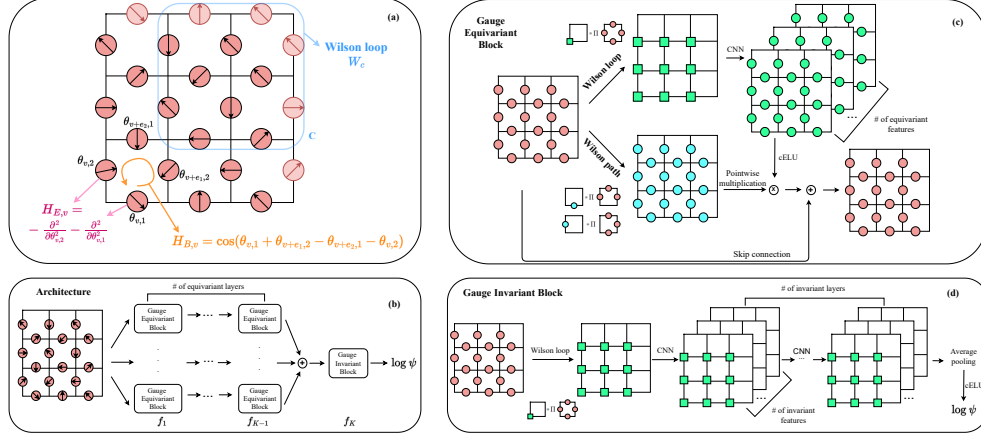 (a)
Wilson loop
W_c
C
θ_{v+e_2,1}
θ_{v,2}
θ_{v+e_1,2}
θ_{v,1}
H_{E,v} =
- ∂²/∂θ²_{v,2} - ∂²/∂θ²_{v,1}
H_{B,v} = cos(θ_{v,1} + θ_{v+e_1,2} - θ_{v+e_2,1} - θ_{v,2})
Architecture
(b)
# of equivariant layers
Gauge
Equivariant
Block
...
Gauge
Equivariant
Block
...
+
Gauge
Invariant
Block
log ψ
Gauge
Equivariant
Block
...
Gauge
Equivariant
Block
f_1
f_{K-1}
f_K
Gauge
Equivariant
Block
(c)
= Π
Wilson loop
CNN
...
# of equivariant
features
Wilson path
cELU
Pointwise
multiplication
x
+
= Π
= Π
Skip connection
Gauge Invariant Block
(d)
# of invariant layers
Wilson loop
CNN
CNN
...
Average
pooling
cELU
log ψ
= Π
...
# of invariant
features
...